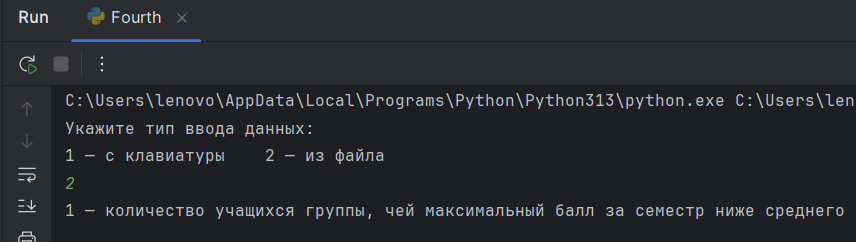 Run Fourth
C:\Users\lenovo\AppData\Local\Programs\Python\Python313\python.exe C:\Users\len
Укажите тип ввода данных:
1 — с клавиатуры    2 — из файла
2
1 — количество учащихся группы, чей максимальный балл за семестр ниже среднего